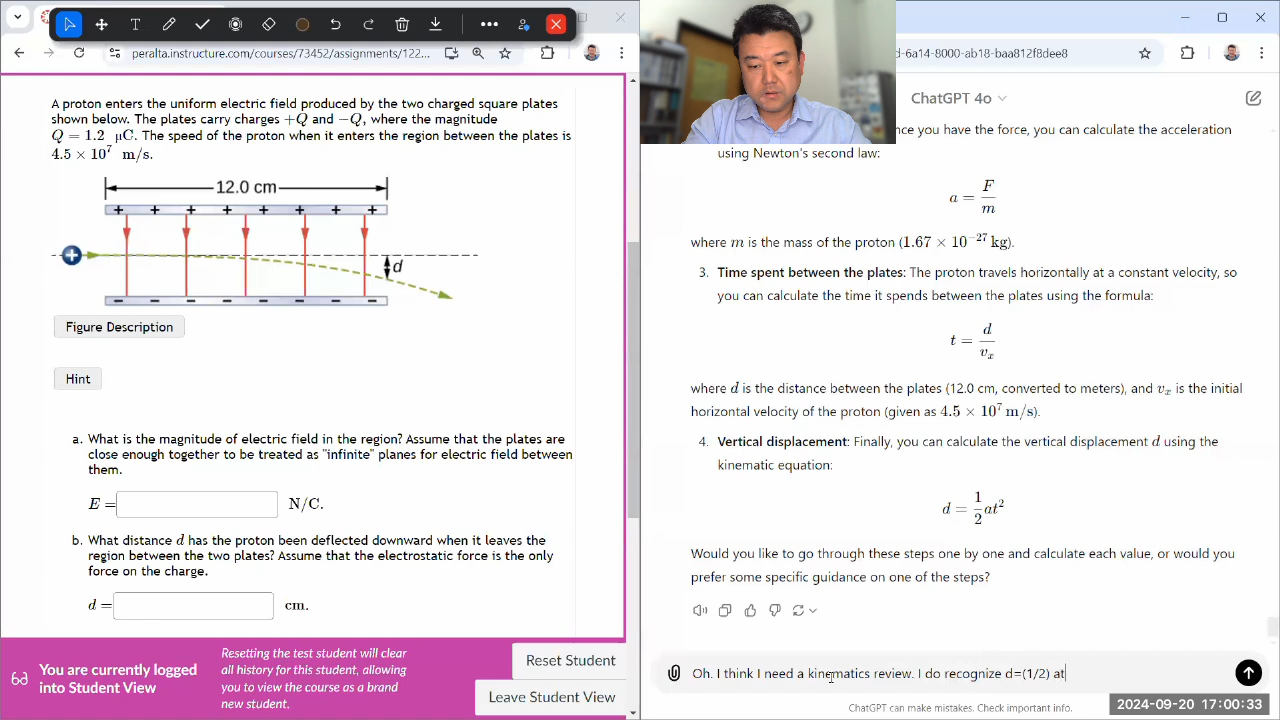 peralta.instructure.com/courses/73452/assignments/122...
d-6a14-8000-ab18-baa812f8dee8
A proton enters the uniform electric field produced by the two charged square plates
shown below. The plates carry charges +Q and −Q, where the magnitude
Q = 1.2 μC. The speed of the proton when it enters the region between the plates is
4.5 × 10⁷ m/s.
12.0 cm
+ + + + + + + +
+
d
− − − − − − − −
Figure Description
Hint
a. What is the magnitude of electric field in the region? Assume that the plates are
close enough together to be treated as "infinite" planes for electric field between
them.
E = N/C.
b. What distance d has the proton been deflected downward when it leaves the
region between the two plates? Assume that the electrostatic force is the only
force on the charge.
d = cm.
You are currently logged
into Student View
Resetting the test student will clear
all history for this student, allowing
you to view the course as a brand
new student.
Reset Student
Leave Student View
ChatGPT 4o
nce you have the force, you can calculate the acceleration
using Newton's second law:
a = F/m
where m is the mass of the proton (1.67 × 10⁻²⁷ kg).
3. Time spent between the plates: The proton travels horizontally at a constant velocity, so
you can calculate the time it spends between the plates using the formula:
t = d/vₓ
where d is the distance between the plates (12.0 cm, converted to meters), and vₓ is the initial
horizontal velocity of the proton (given as 4.5 × 10⁷ m/s).
4. Vertical displacement: Finally, you can calculate the vertical displacement d using the
kinematic equation:
d = 1/2 at²
Would you like to go through these steps one by one and calculate each value, or would you
prefer some specific guidance on one of the steps?
Oh. I think I need a kinematics review. I do recognize d=(1/2) at
ChatGPT can make mistakes. Check important info.
2024-09-20 17:00:33